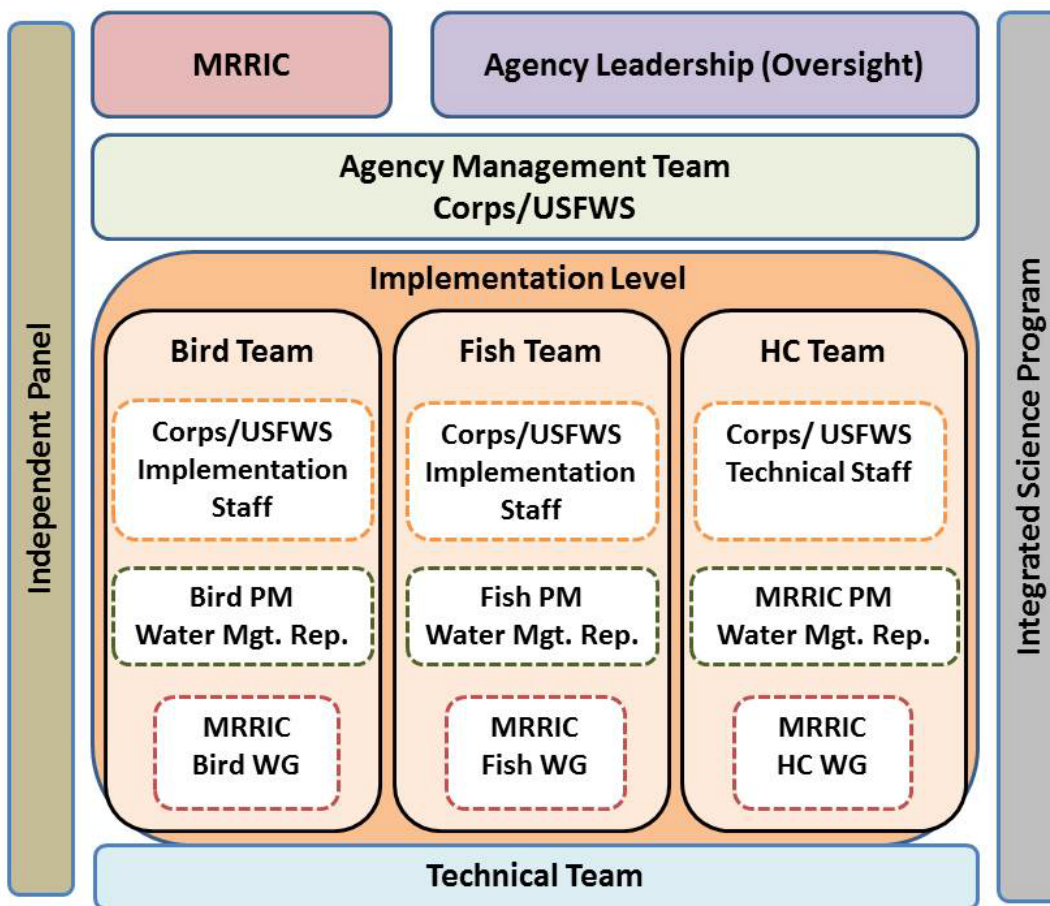 MRRIC
Agency Leadership (Oversight)
Agency Management Team
Corps/USFWS
Independent Panel
Integrated Science Program
Implementation Level
Bird Team
Corps/USFWS
Implementation
Staff
Bird PM
Water Mgt. Rep.
MRRIC
Bird WG
Fish Team
Corps/USFWS
Implementation
Staff
Fish PM
Water Mgt. Rep.
MRRIC
Fish WG
HC Team
Corps/ USFWS
Technical Staff
MRRIC PM
Water Mgt. Rep.
MRRIC
HC WG
Technical Team